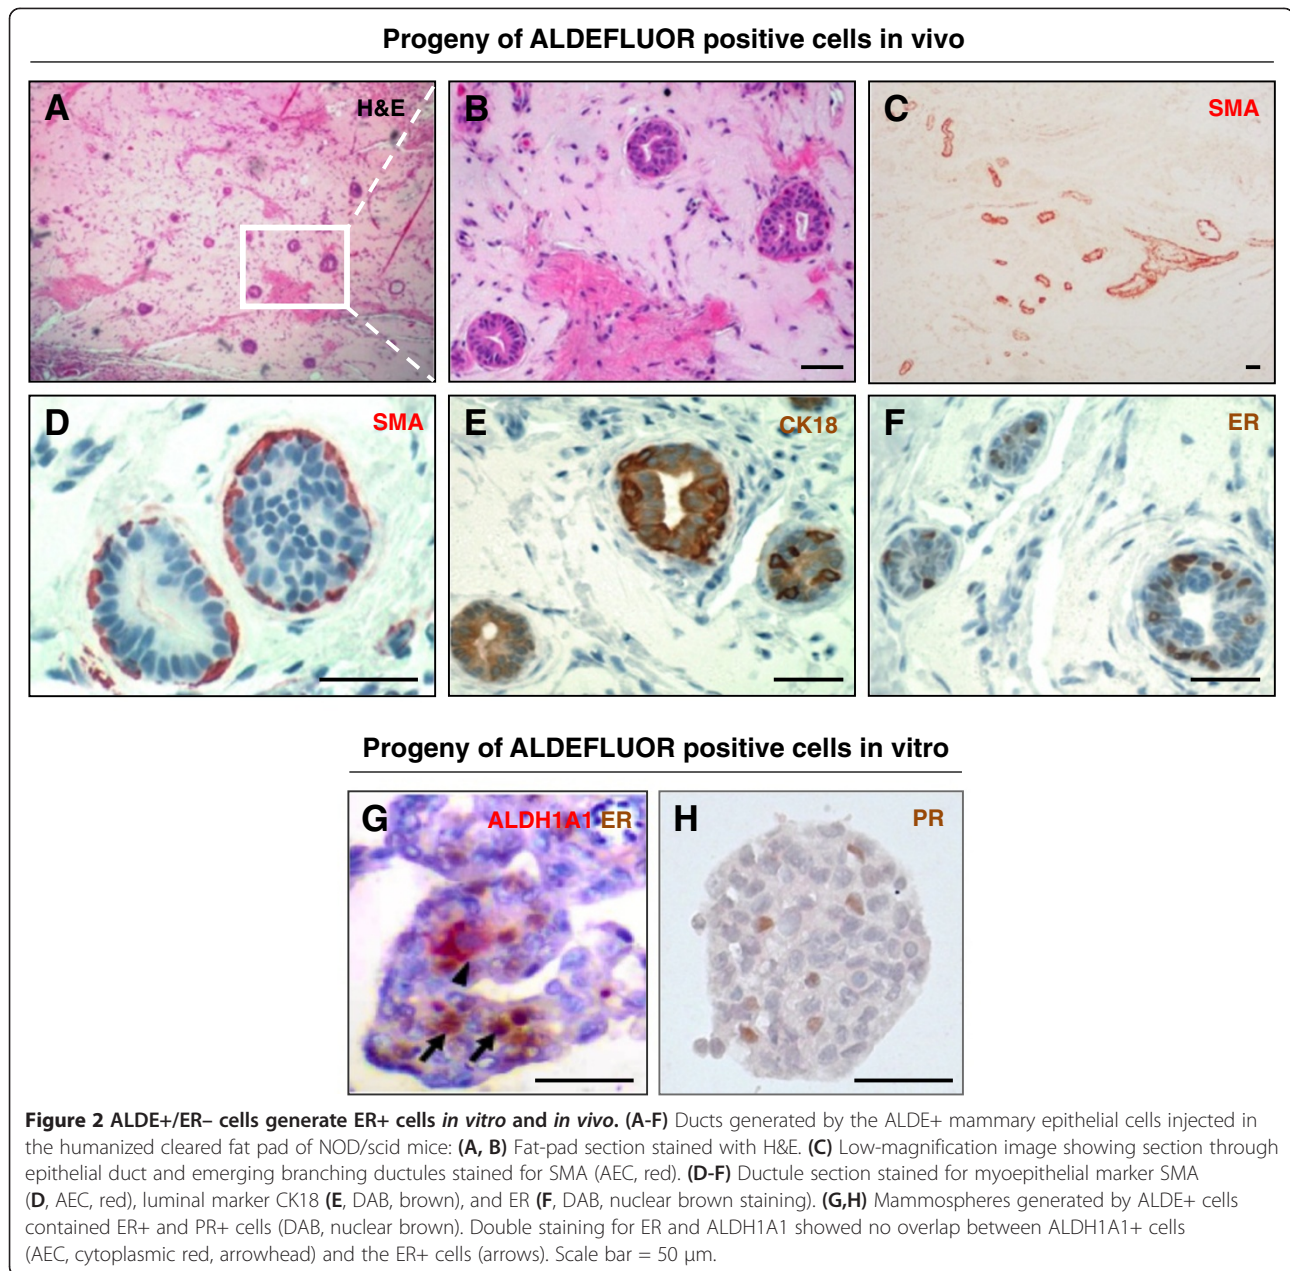 Progeny of ALDEFLUOR positive cells in vivo
A H&E
B
C SMA
D SMA
E CK18
F ER
Progeny of ALDEFLUOR positive cells in vitro
G ALDH1A1 ER
H PR
Figure 2 ALDE+/ER– cells generate ER+ cells in vitro and in vivo. (A-F) Ducts generated by the ALDE+ mammary epithelial cells injected in
the humanized cleared fat pad of NOD/scid mice: (A, B) Fat-pad section stained with H&E. (C) Low-magnification image showing section through
epithelial duct and emerging branching ductules stained for SMA (AEC, red). (D-F) Ductule section stained for myoepithelial marker SMA
(D, AEC, red), luminal marker CK18 (E, DAB, brown), and ER (F, DAB, nuclear brown staining). (G,H) Mammospheres generated by ALDE+ cells
contained ER+ and PR+ cells (DAB, nuclear brown). Double staining for ER and ALDH1A1 showed no overlap between ALDH1A1+ cells
(AEC, cytoplasmic red, arrowhead) and the ER+ cells (arrows). Scale bar = 50 μm.